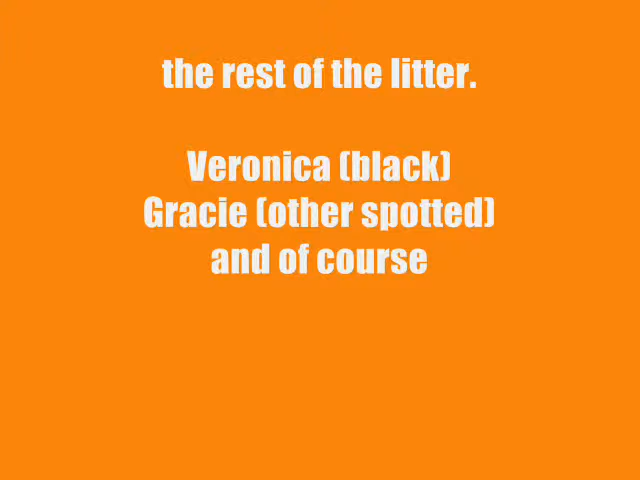 the rest of the litter.
Veronica (black)
Gracie (other spotted)
and of course